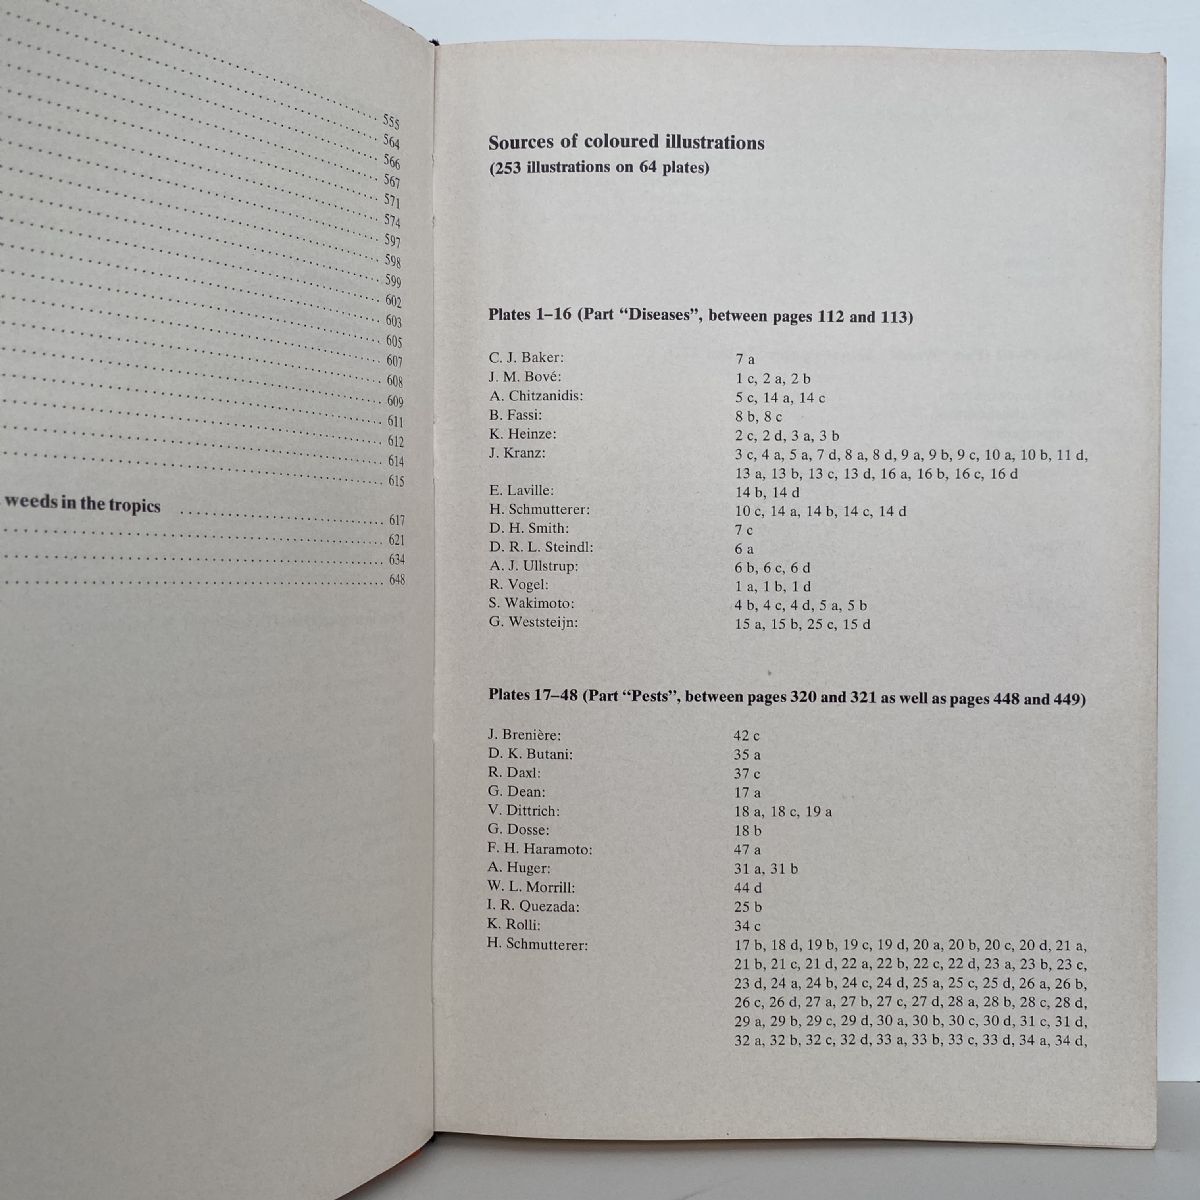 555
564
566
567
571
574
597
598
599
602
603
605
607
608
609
611
612
614
615
weeds in the tropics 617
621
634
648
Sources of coloured illustrations
(253 illustrations on 64 plates)
Plates 1–16 (Part “Diseases”, between pages 112 and 113)
C. J. Baker: 7 a
J. M. Bové: 1 c, 2 a, 2 b
A. Chitzanidis: 5 c, 14 a, 14 c
B. Fassi: 8 b, 8 c
K. Heinze: 2 c, 2 d, 3 a, 3 b
J. Kranz: 3 c, 4 a, 5 a, 7 d, 8 a, 8 d, 9 a, 9 b, 9 c, 10 a, 10 b, 11 d,
13 a, 13 b, 13 c, 13 d, 16 a, 16 b, 16 c, 16 d
E. Laville: 14 b, 14 d
H. Schmutterer: 10 c, 14 a, 14 b, 14 c, 14 d
D. H. Smith: 7 c
D. R. L. Steindl: 6 a
A. J. Ullstrup: 6 b, 6 c, 6 d
R. Vogel: 1 a, 1 b, 1 d
S. Wakimoto: 4 b, 4 c, 4 d, 5 a, 5 b
G. Weststeijn: 15 a, 15 b, 25 c, 15 d
Plates 17–48 (Part “Pests”, between pages 320 and 321 as well as pages 448 and 449)
J. Brenière: 42 c
D. K. Butani: 35 a
R. Daxl: 37 c
G. Dean: 17 a
V. Dittrich: 18 a, 18 c, 19 a
G. Dosse: 18 b
F. H. Haramoto: 47 a
A. Huger: 31 a, 31 b
W. L. Morrill: 44 d
I. R. Quezada: 25 b
K. Rolli: 34 c
H. Schmutterer: 17 b, 18 d, 19 b, 19 c, 19 d, 20 a, 20 b, 20 c, 20 d, 21 a,
21 b, 21 c, 21 d, 22 a, 22 b, 22 c, 22 d, 23 a, 23 b, 23 c,
23 d, 24 a, 24 b, 24 c, 24 d, 25 a, 25 c, 25 d, 26 a, 26 b,
26 c, 26 d, 27 a, 27 b, 27 c, 27 d, 28 a, 28 b, 28 c, 28 d,
29 a, 29 b, 29 c, 29 d, 30 a, 30 b, 30 c, 30 d, 31 c, 31 d,
32 a, 32 b, 32 c, 32 d, 33 a, 33 b, 33 c, 33 d, 34 a, 34 d,